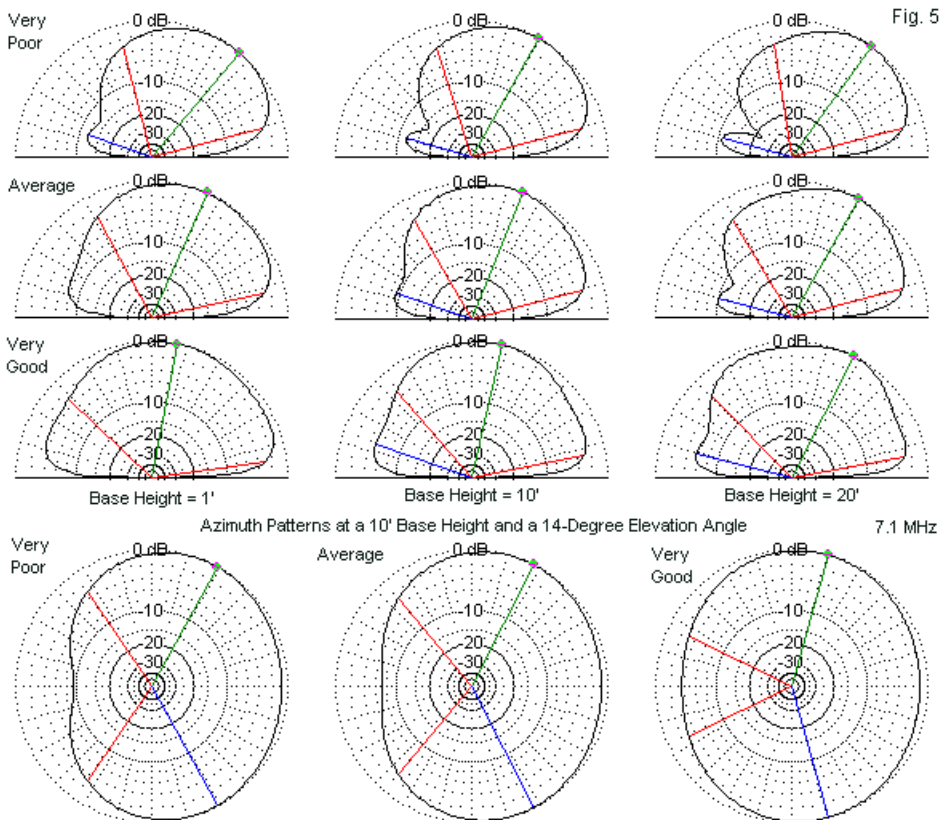 Very
Poor
0 dB
0 dB
0 dB
Fig. 5
-10
-10
-10
20
20
20
30
30
30
Average
0 dB
0 dB
0 dB
-10
-10
-10
20
20
20
30
30
30
Very
Good
0 dB
0 dB
0 dB
-10
-10
-10
20
20
20
30
30
30
Base Height = 1'
Base Height = 10'
Base Height = 20'
Azimuth Patterns at a 10' Base Height and a 14-Degree Elevation Angle
7.1 MHz
Very
Poor
0 dB
Average
0 dB
Very
Good
0 dB
-10
-10
-10
20
20
20
30
30
30